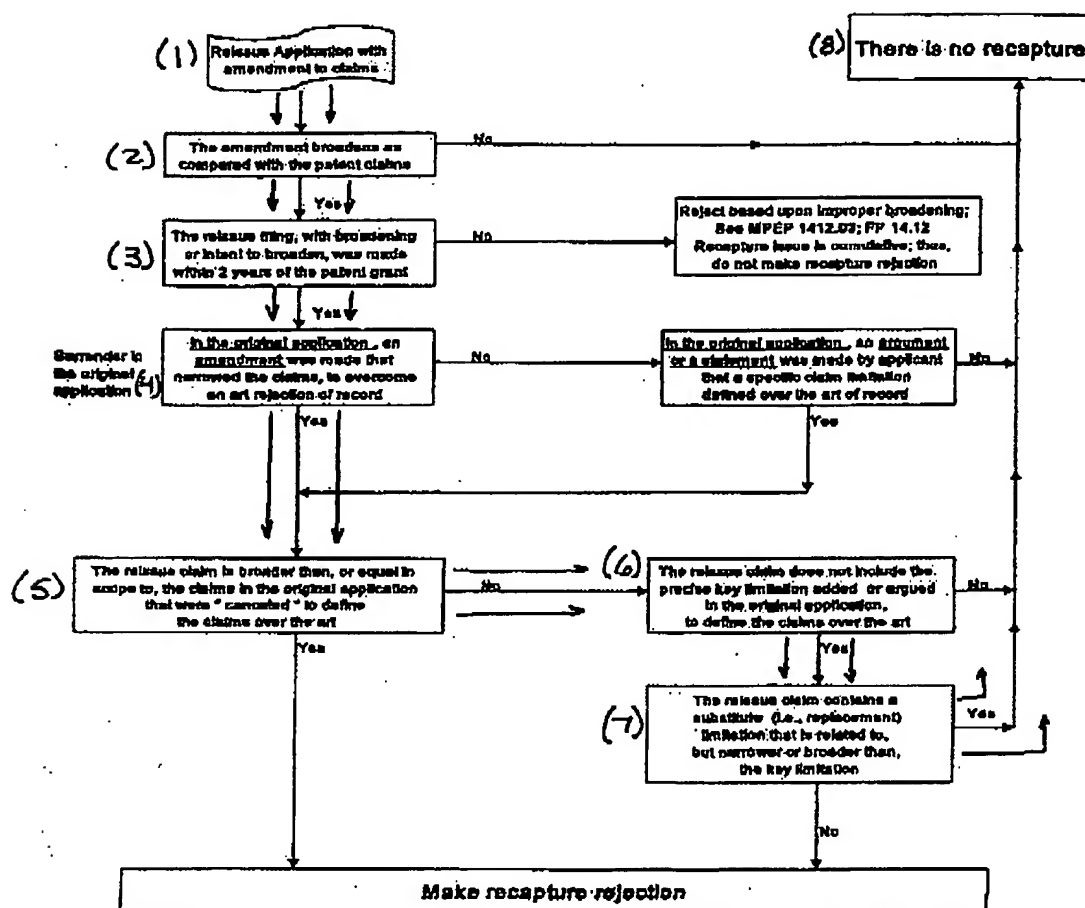 (1)
Reissue Application with
amendment to claims
(8)
There is no recapture
(2)
The amendment broadens as
compared with the patent claims
No
Yes
(3)
The reissue filing, with broadening
or intent to broaden, was made
within 2 years of the patent grant
No
Reject based upon improper broadening;
See MPEP 1412.03; FP 14.12
Recapture issue is cumulative; thus,
do not make recapture rejection
Yes
Surrender in
the original
application (4)
In the original application, an
amendment was made that
narrowed the claims, to overcome
an art rejection of record
No
In the original application, an argument
or a statement was made by applicant
that a specific claim limitation
defined over the art of record
No
Yes
Yes
(5)
The reissue claim is broader than, or equal in
scope to, the claims in the original application
that were "canceled" to define
the claims over the art
No
(6)
The reissue claim does not include the
precise key limitation added or argued
in the original application,
to define the claims over the art
No
Yes
Yes
(7)
The reissue claim contains a
substitute (i.e., replacement)
limitation that is related to,
but narrower or broader than,
the key limitation
Yes
No
Make recapture rejection